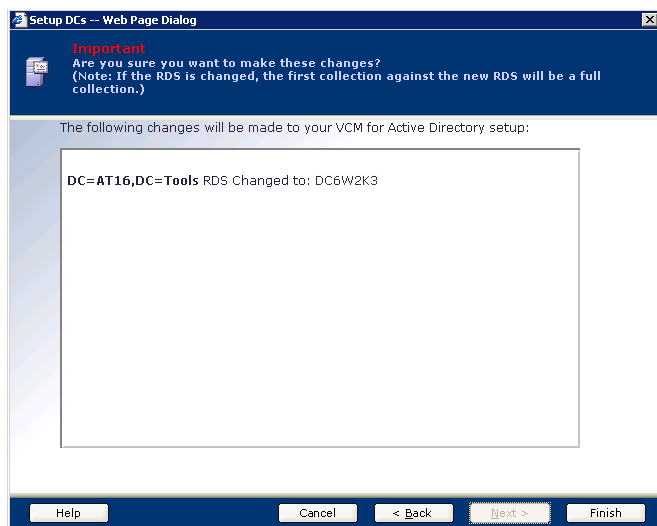 Setup DCs -- Web Page Dialog
Important
Are you sure you want to make these changes?
(Note: If the RDS is changed, the first collection against the new RDS will be a full
collection.)
The following changes will be made to your VCM for Active Directory setup:
DC=AT16,DC=Tools RDS Changed to: DC6W2K3
Help Cancel < Back Next > Finish